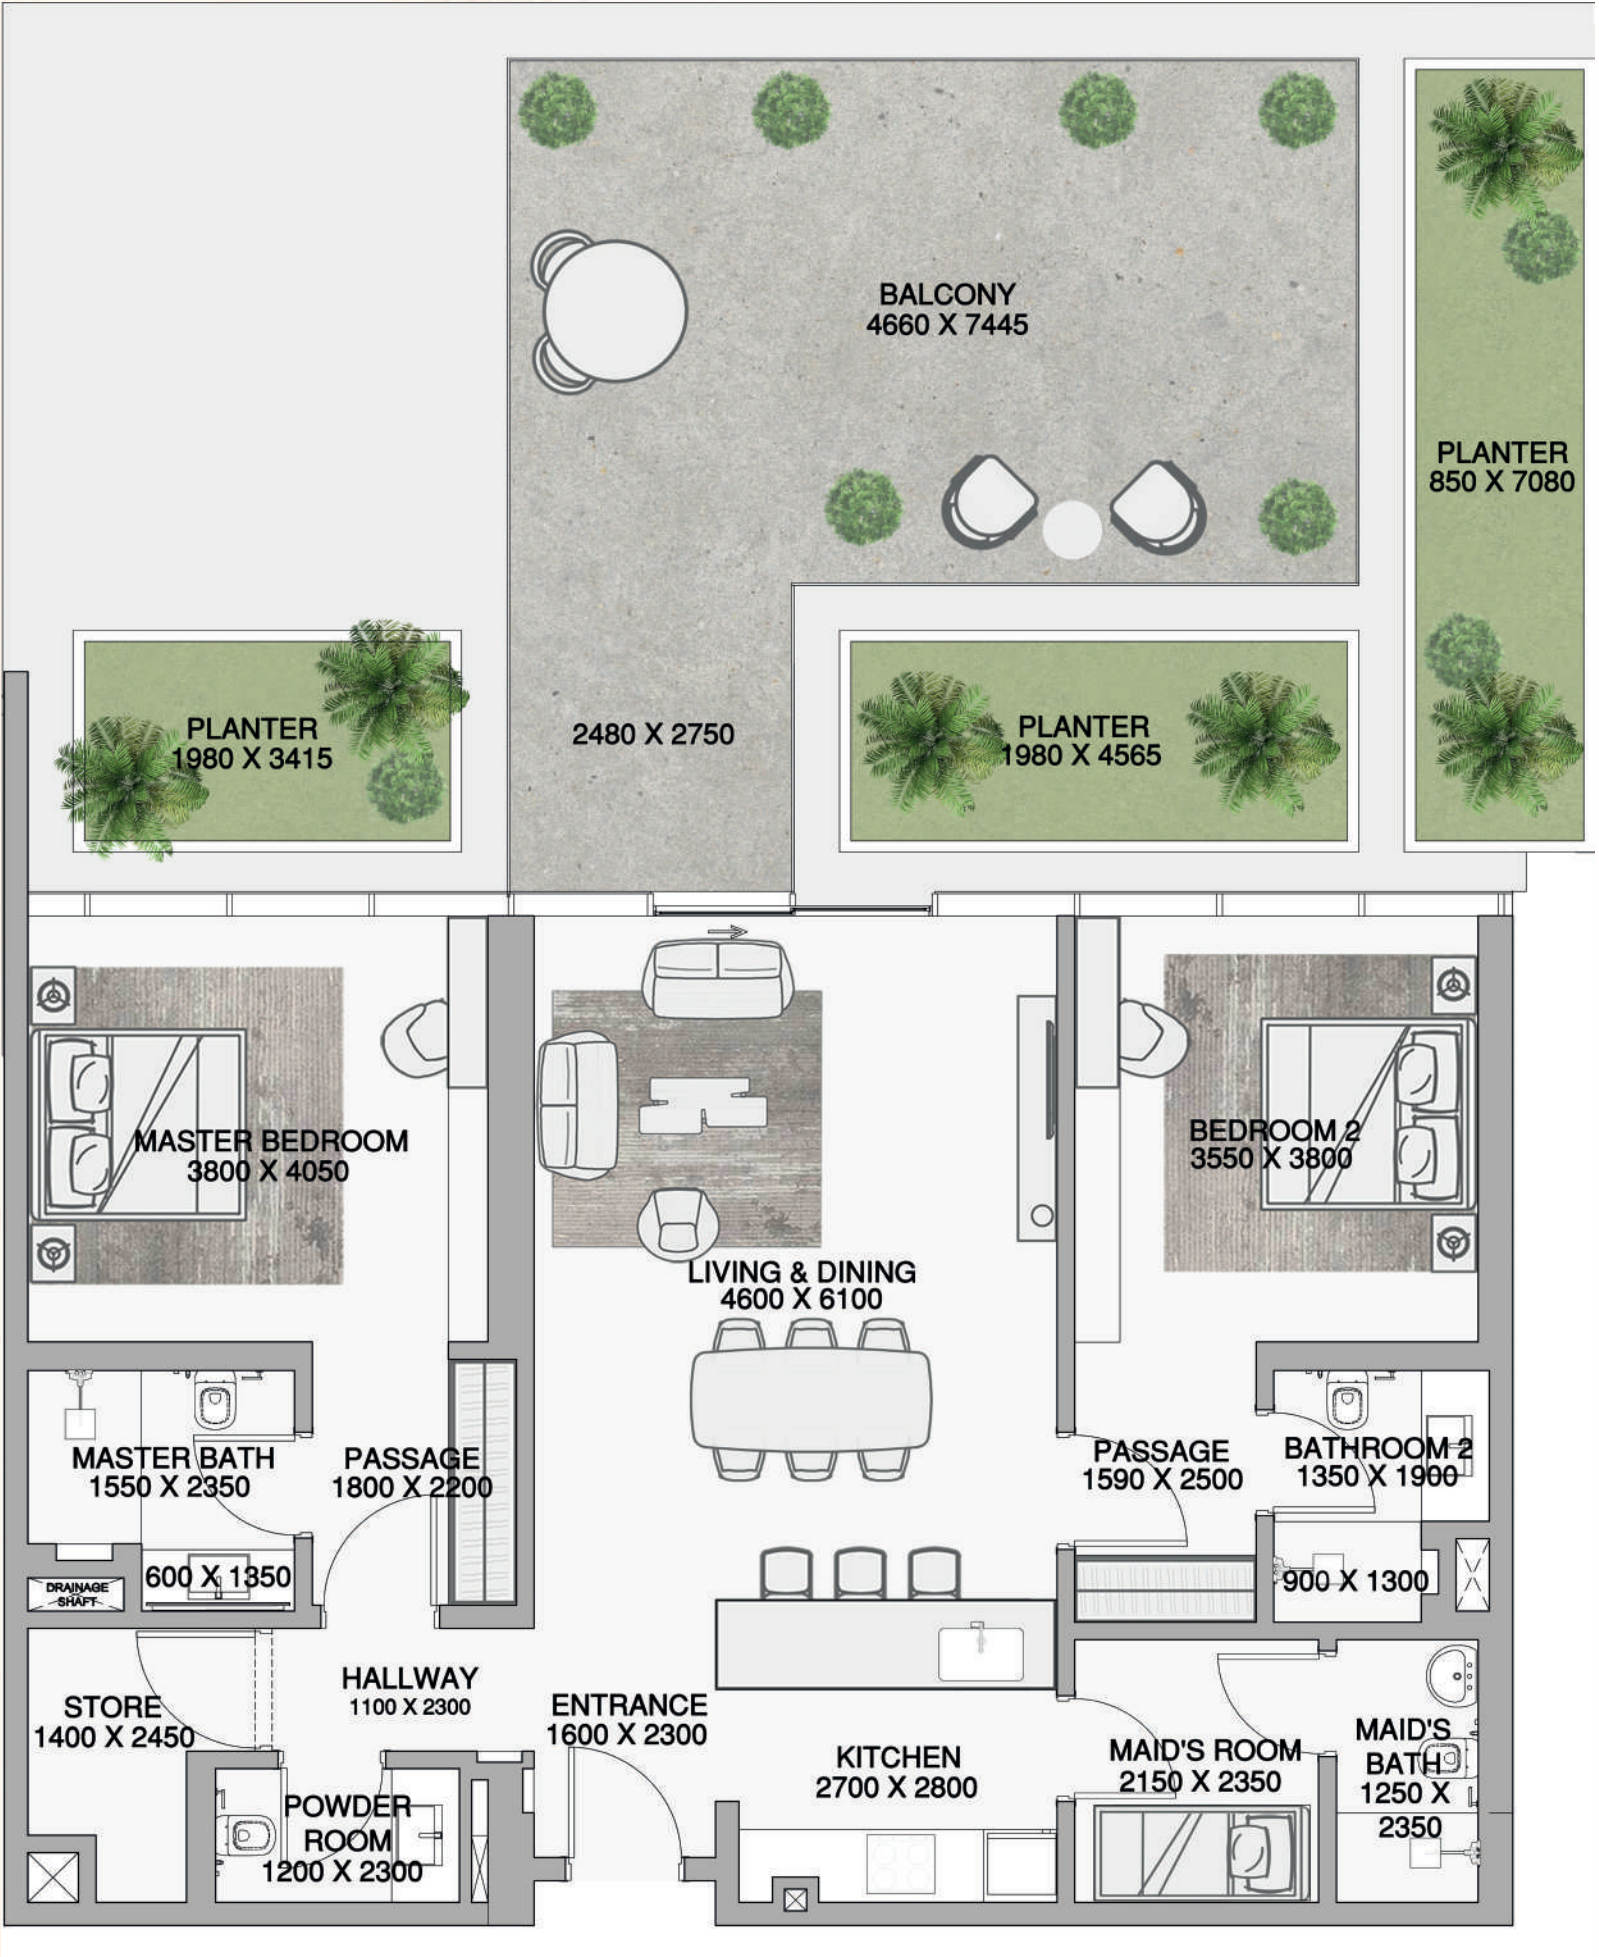 BALCONY
4660 X 7445
PLANTER
850 X 7080
PLANTER
1980 X 3415
2480 X 2750
PLANTER
1980 X 4565
MASTER BEDROOM
3800 X 4050
BEDROOM 2
3550 X 3800
LIVING & DINING
4600 X 6100
MASTER BATH
1550 X 2350
PASSAGE
1800 X 2200
PASSAGE
1590 X 2500
BATHROOM 2
1350 X 1900
DRAINAGE
SHAFT
600 X 1350
900 X 1300
STORE
1400 X 2450
HALLWAY
1100 X 2300
ENTRANCE
1600 X 2300
KITCHEN
2700 X 2800
MAID'S ROOM
2150 X 2350
MAID'S
BATH
1250 X
2350
POWDER
ROOM
1200 X 2300